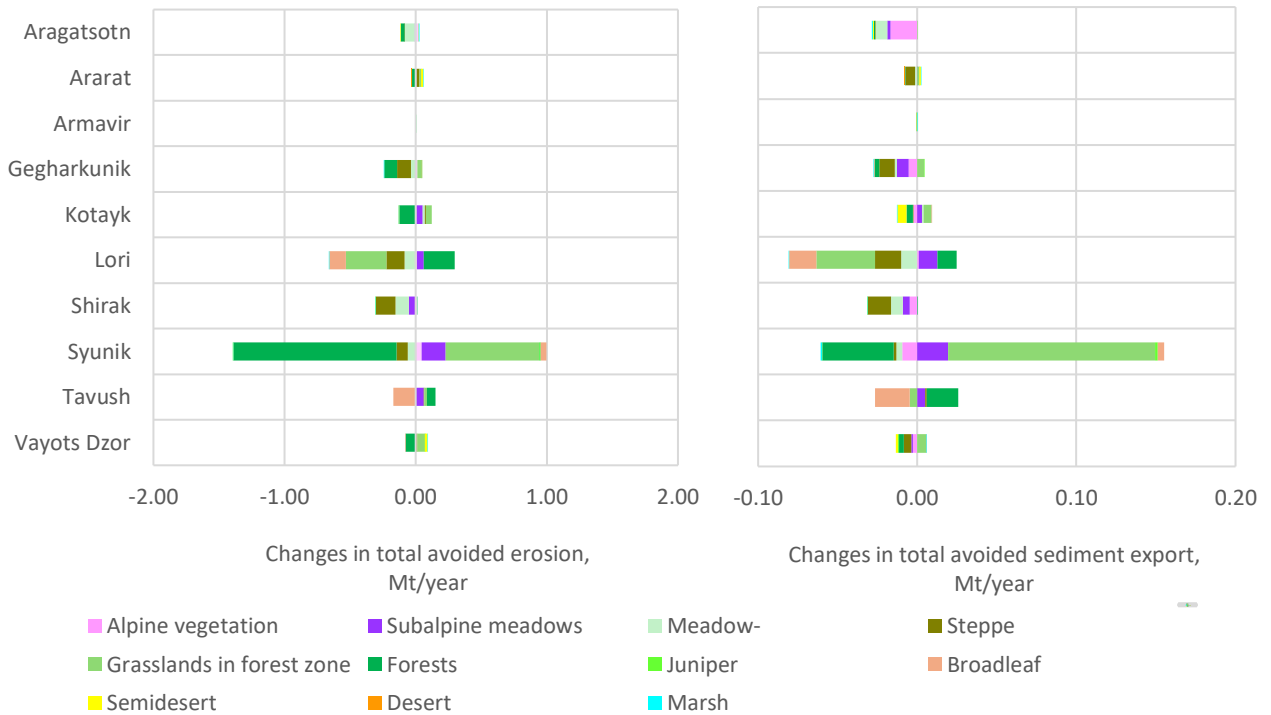 Aragatsotn
Ararat
Armavir
Gegharkunik
Kotayk
Lori
Shirak
Syunik
Tavush
Vayots Dzor
-2.00 -1.00 0.00 1.00 2.00
-0.10 0.00 0.10 0.20
Changes in total avoided erosion,
Mt/year
Changes in total avoided sediment export,
Mt/year
Alpine vegetation Subalpine meadows Meadow- Steppe
Grasslands in forest zone Forests Juniper Broadleaf
Semidesert Desert Marsh